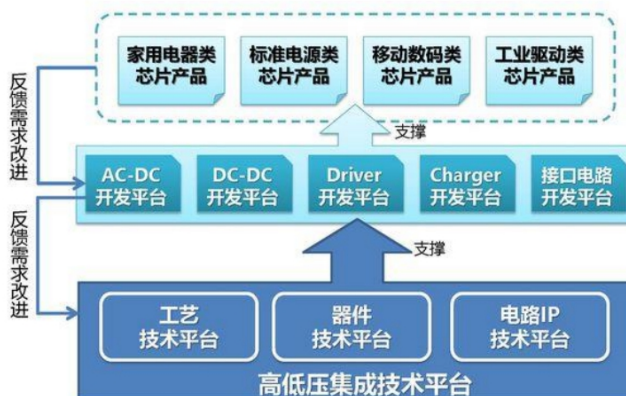 家用电器类
芯片产品
标准电源类
芯片产品
移动数码类
芯片产品
工业驱动类
芯片产品
反馈需求改进
支撑
AC-DC
开发平台
DC-DC
开发平台
Driver
开发平台
Charger
开发平台
接口电路
开发平台
反馈需求改进
支撑
工艺
技术平台
器件
技术平台
电路IP
技术平台
高低压集成技术平台